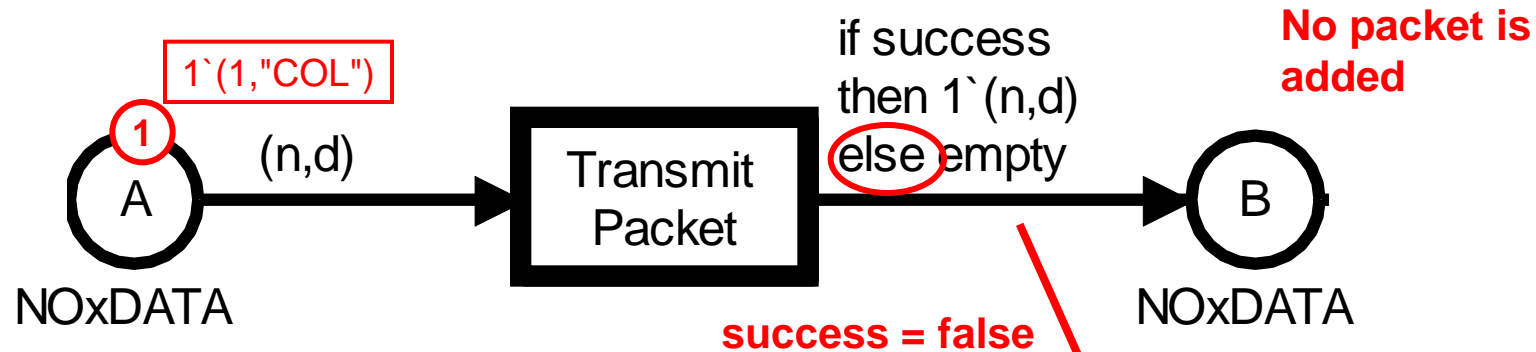 1`(1,"COL")
1
A
NOxDATA
(n,d)
Transmit
Packet
if success
then 1`(n,d)
else empty
success = false
No packet is
added
B
NOxDATA